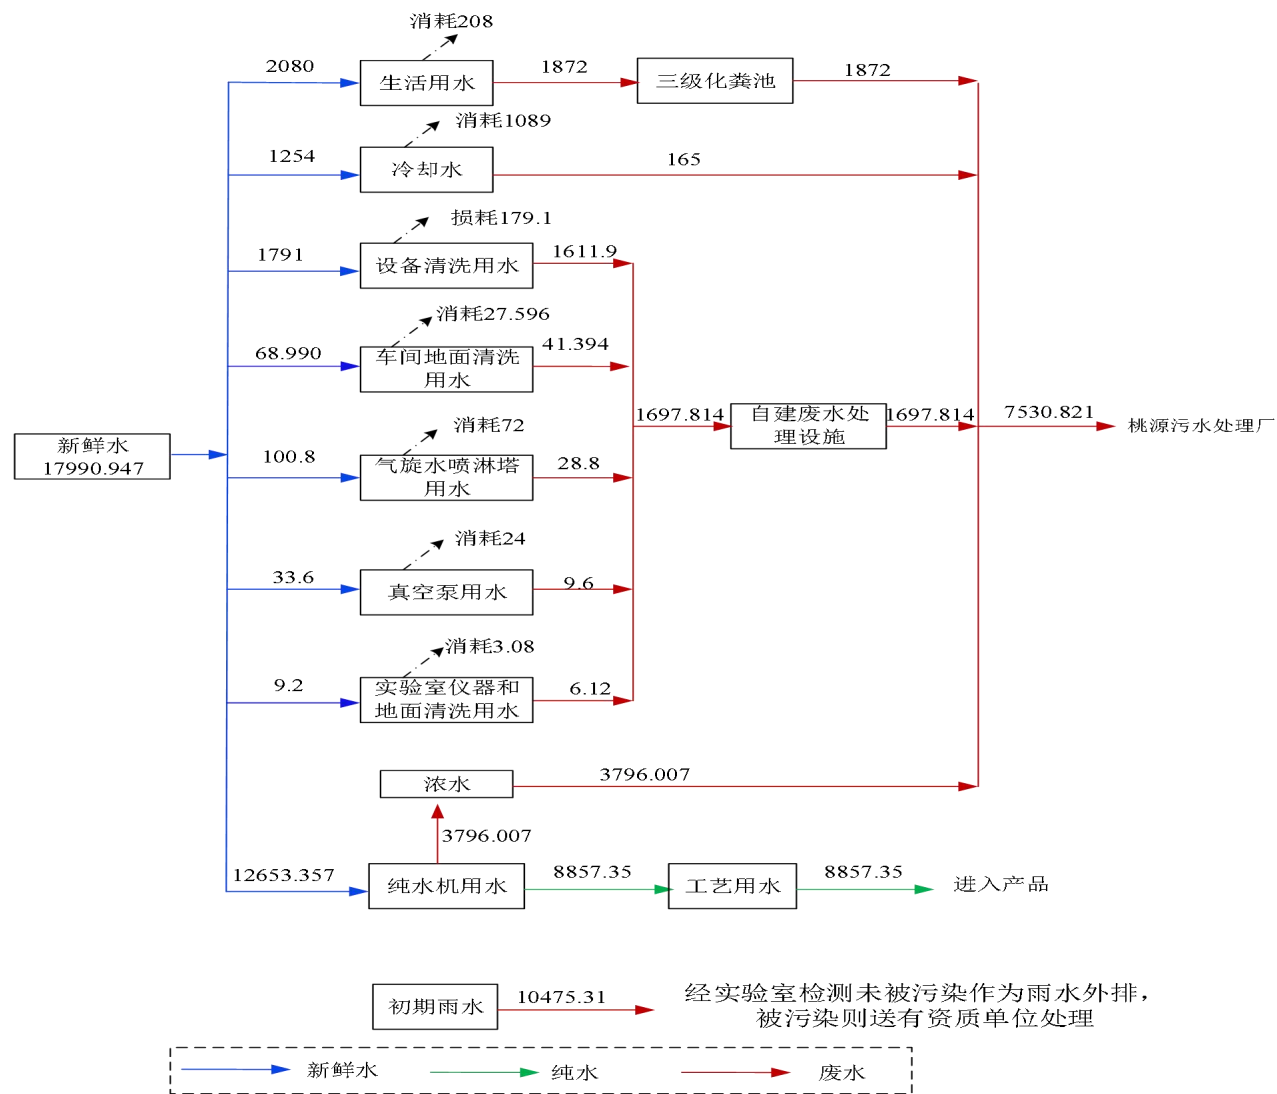 消耗208
2080
生活用水
1872
三级化粪池
1872
消耗1089
1254
冷却水
165
损耗179.1
1791
设备清洗用水
1611.9
消耗27.596
68.990
车间地面清洗
用水
41.394
新鲜水
17990.947
消耗72
100.8
气旋水喷淋塔
用水
28.8
1697.814
自建废水处
理设施
1697.814
7530.821
桃源污水处理厂
消耗24
33.6
真空泵用水
9.6
消耗3.08
9.2
实验室仪器和
地面清洗用水
6.12
浓水
3796.007
3796.007
12653.357
纯水机用水
8857.35
工艺用水
8857.35
进入产品
初期雨水
10475.31
经实验室检测未被污染作为雨水外排，
被污染则送有资质单位处理
新鲜水
纯水
废水